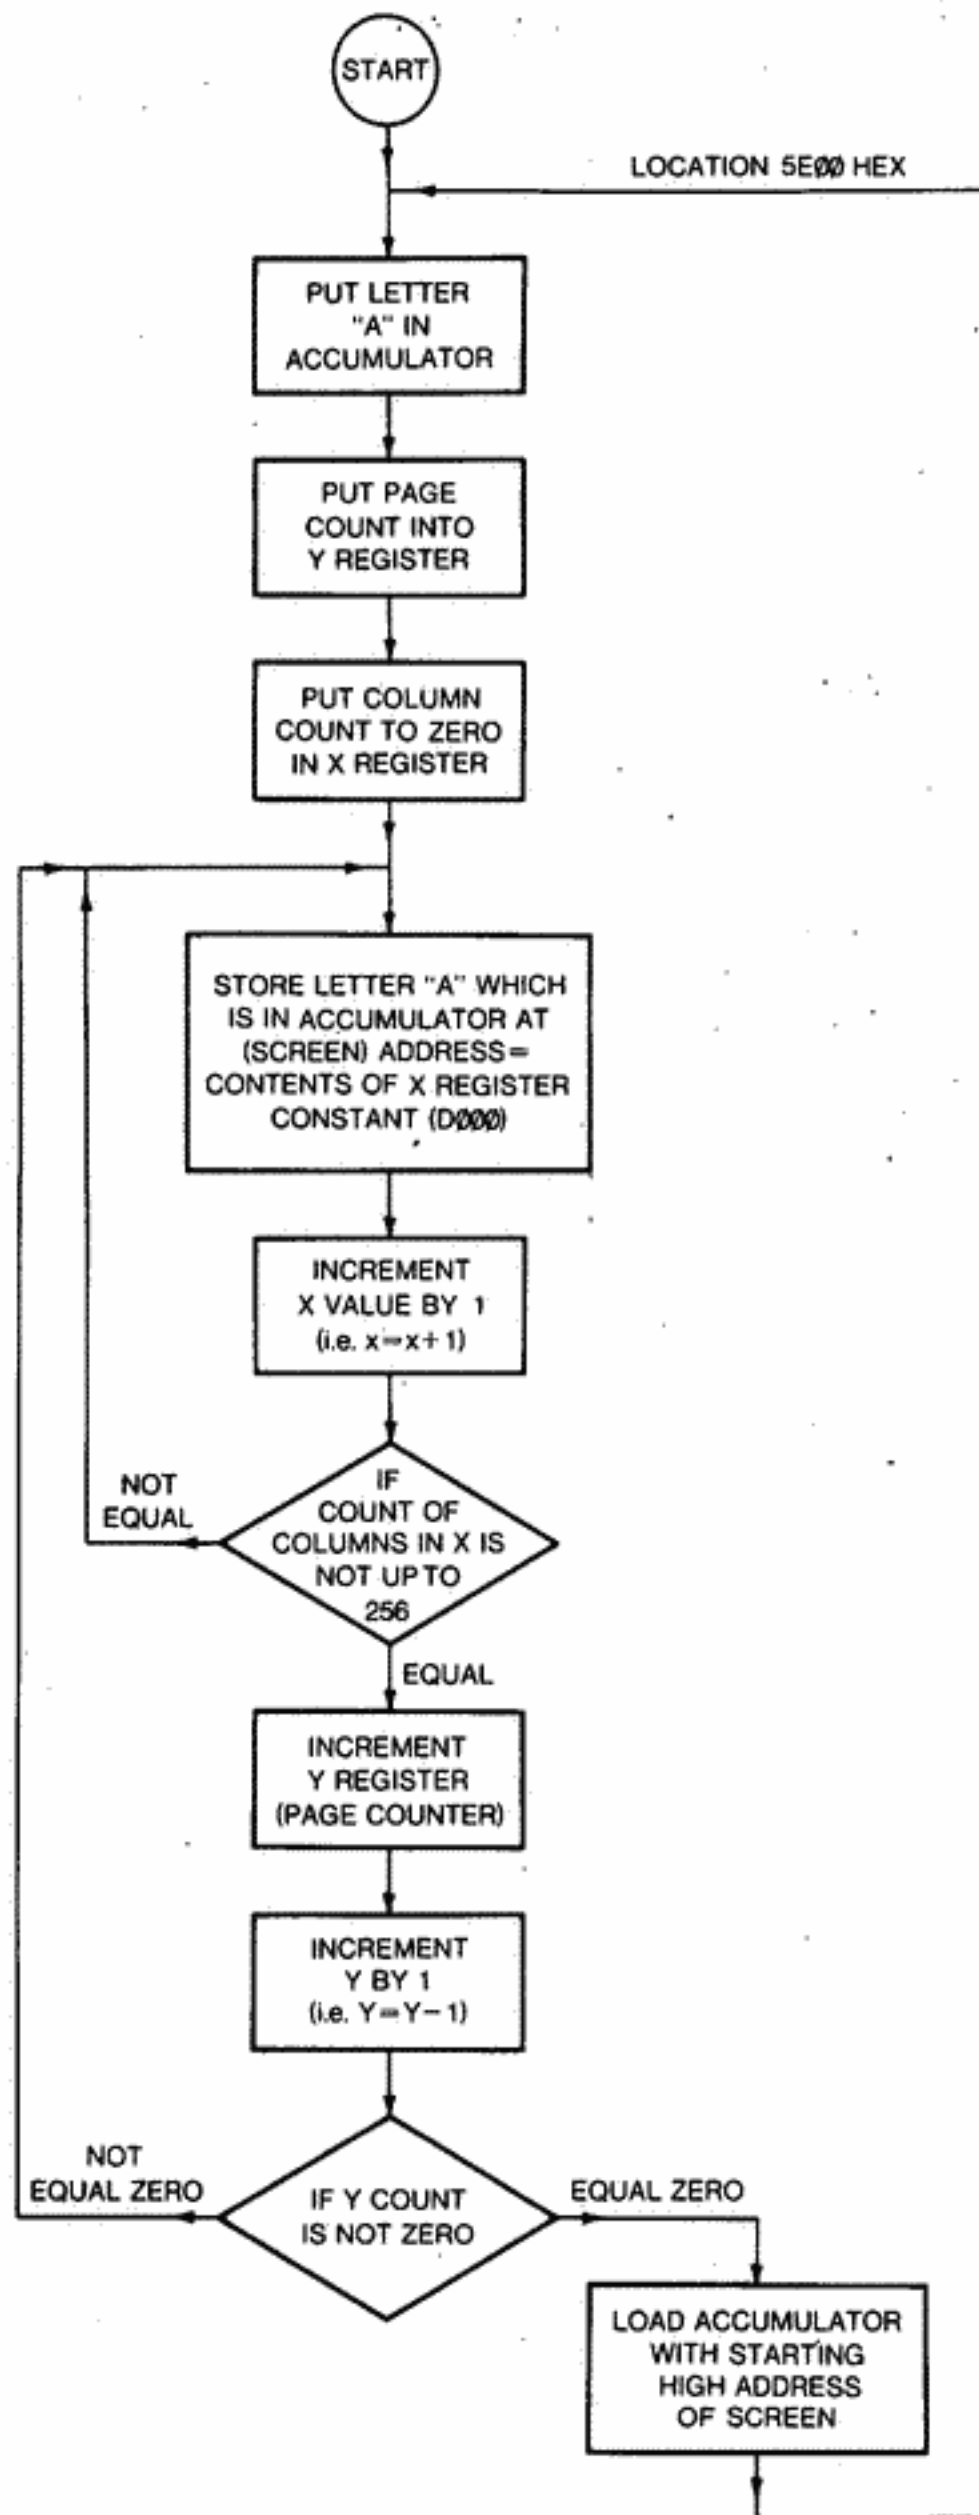 START
LOCATION 5E00 HEX
PUT LETTER
"A" IN
ACCUMULATOR
PUT PAGE
COUNT INTO
Y REGISTER
PUT COLUMN
COUNT TO ZERO
IN X REGISTER
STORE LETTER "A" WHICH
IS IN ACCUMULATOR AT
(SCREEN) ADDRESS=
CONTENTS OF X REGISTER
CONSTANT (D000)
INCREMENT
X VALUE BY 1
(i.e. x=x+1)
NOT
EQUAL
IF
COUNT OF
COLUMNS IN X IS
NOT UP TO
256
EQUAL
INCREMENT
Y REGISTER
(PAGE COUNTER)
INCREMENT
Y BY 1
(i.e. Y=Y-1)
NOT
EQUAL ZERO
IF Y COUNT
IS NOT ZERO
EQUAL ZERO
LOAD ACCUMULATOR
WITH STARTING
HIGH ADDRESS
OF SCREEN